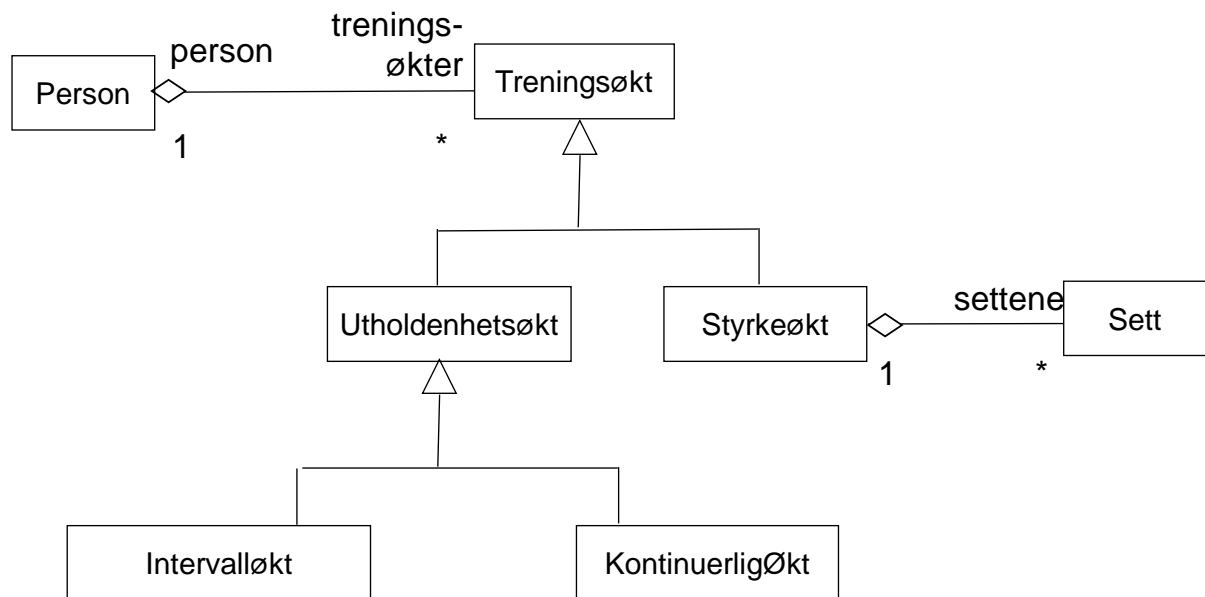 person
trenings-
økter
Person
Treningsøkt
1
*
Utholdenhetsøkt
Styrkeøkt
settene
Sett
1
*
Intervalløkt
KontinuerligØkt